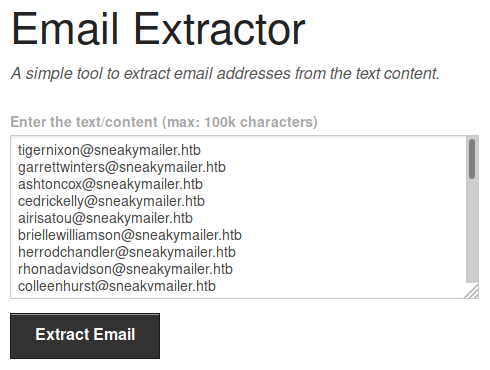 Email Extractor
A simple tool to extract email addresses from the text content.
Enter the text/content (max: 100k characters)
tigernixon@sneakymailer.htb
garrettwinters@sneakymailer.htb
ashtoncox@sneakymailer.htb
cedrickelly@sneakymailer.htb
airisatou@sneakymailer.htb
briellewilliamson@sneakymailer.htb
herrodchandler@sneakymailer.htb
rhonadavidson@sneakymailer.htb
colleenhurst@sneakymailer.htb
Extract Email